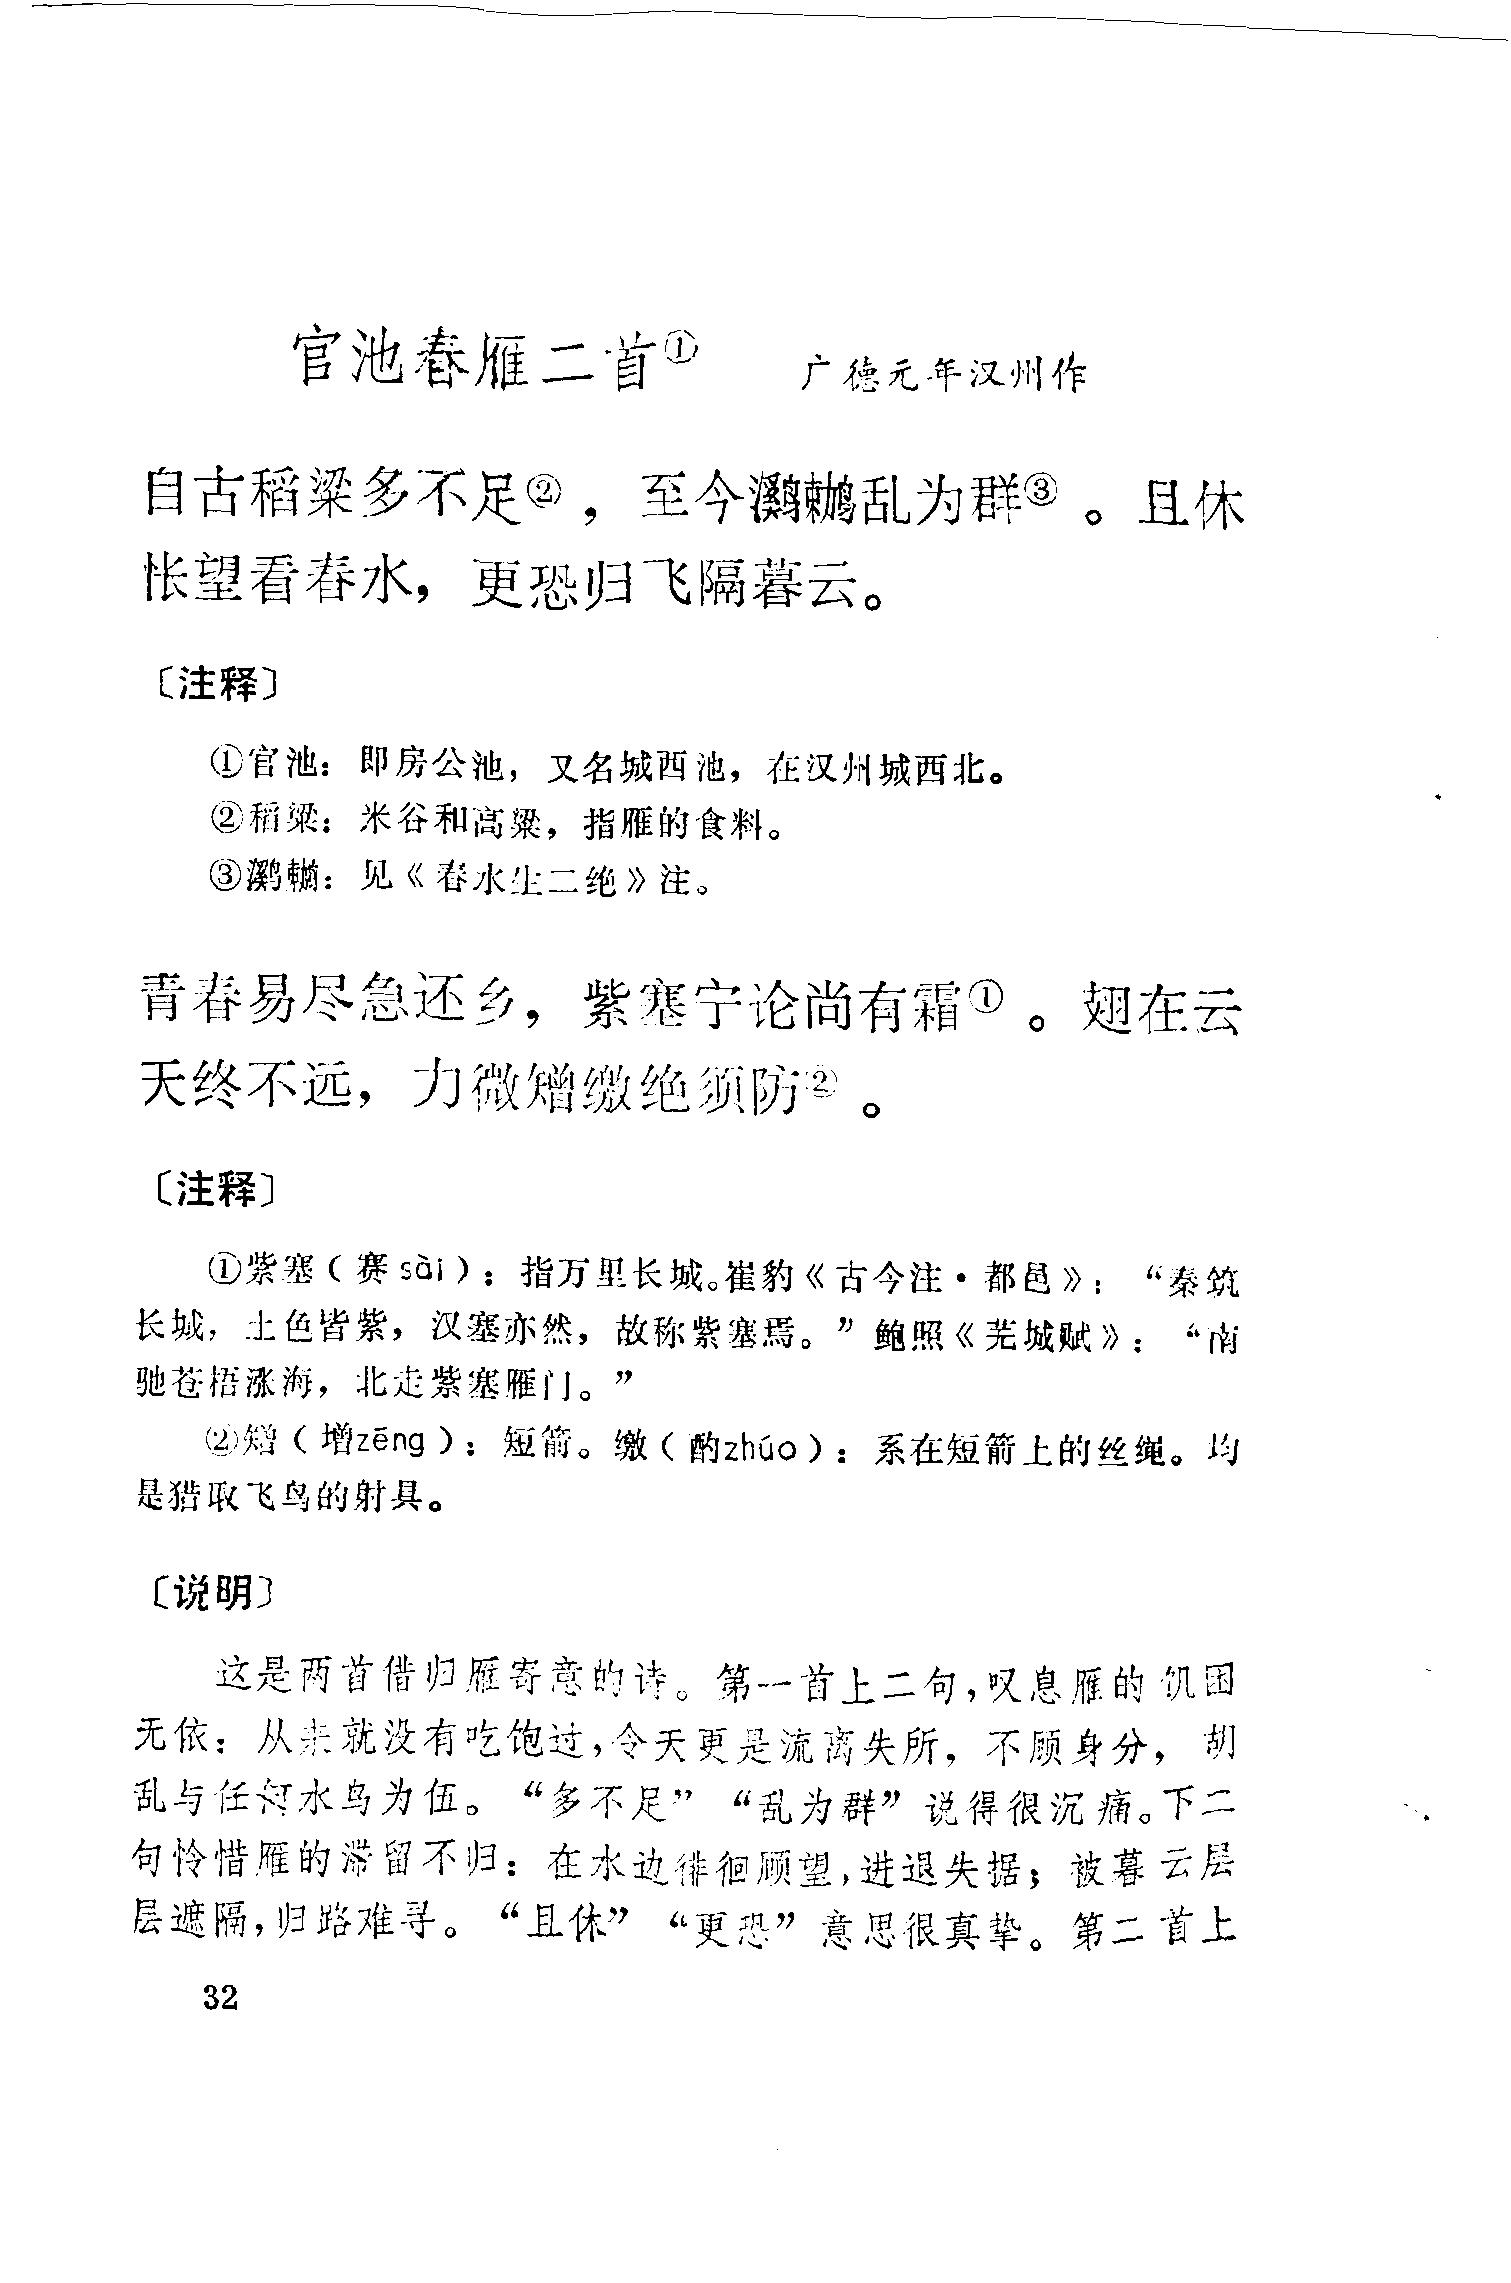 官池春雁二首① 广德元年汉州作
自古稻粱多不足②，至今㶉鶒乱为群③。且休
怅望看春水，更恐归飞隔暮云。
〔注释〕
①官池：即房公池，又名城西池，在汉州城西北。
②稻粱：米谷和高粱，指雁的食料。
③㶉鶒：见《春水生二绝》注。
青春易尽急还乡，紫塞宁论尚有霜①。翅在云
天终不远，力微矰缴绝须防②。
〔注释〕
①紫塞（赛sài）：指万里长城。崔豹《古今注·都邑》：“秦筑
长城，土色皆紫，汉塞亦然，故称紫塞焉。”鲍照《芜城赋》：“南
驰苍梧涨海，北走紫塞雁门。”
②矰（增zēng）：短箭。缴（酌zhúo）：系在短箭上的丝绳。均
是猎取飞鸟的射具。
〔说明〕
这是两首借归雁寄意的诗。第一首上二句，叹息雁的饥困
无依：从来就没有吃饱过，令天更是流离失所，不顾身分，胡
乱与任何水鸟为伍。“多不足”“乱为群”说得很沉痛。下二
句怜惜雁的滞留不归：在水边徘徊顾望，进退失据；被暮云层
层遮隔，归路难寻。“且休”“更恐”意思很真挚。第二首上
32